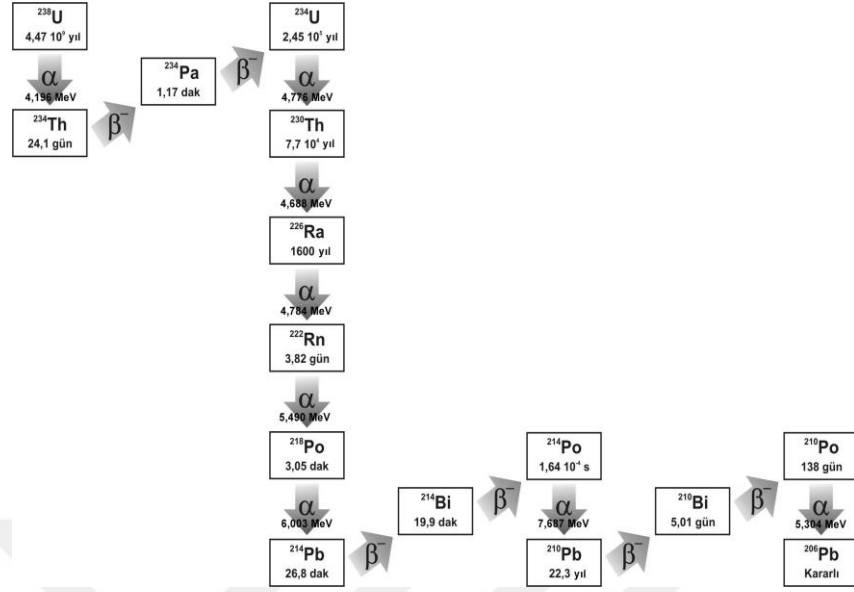 ²³⁸U
4,47 10⁹ yıl
α
4,196 MeV
²³⁴Th
24,1 gün
β⁻
²³⁴Pa
1,17 dak
β⁻
²³⁴U
2,45 10⁵ yıl
α
4,776 MeV
²³⁰Th
7,7 10⁴ yıl
α
4,688 MeV
²²⁶Ra
1600 yıl
α
4,784 MeV
²²²Rn
3,82 gün
α
5,490 MeV
²¹⁸Po
3,05 dak
α
6,003 MeV
²¹⁴Pb
26,8 dak
β⁻
²¹⁴Bi
19,9 dak
β⁻
²¹⁴Po
1,64 10⁻⁴ s
α
7,687 MeV
²¹⁰Pb
22,3 yıl
β⁻
²¹⁰Bi
5,01 gün
β⁻
²¹⁰Po
138 gün
α
5,304 MeV
²⁰⁶Pb
Kararlı